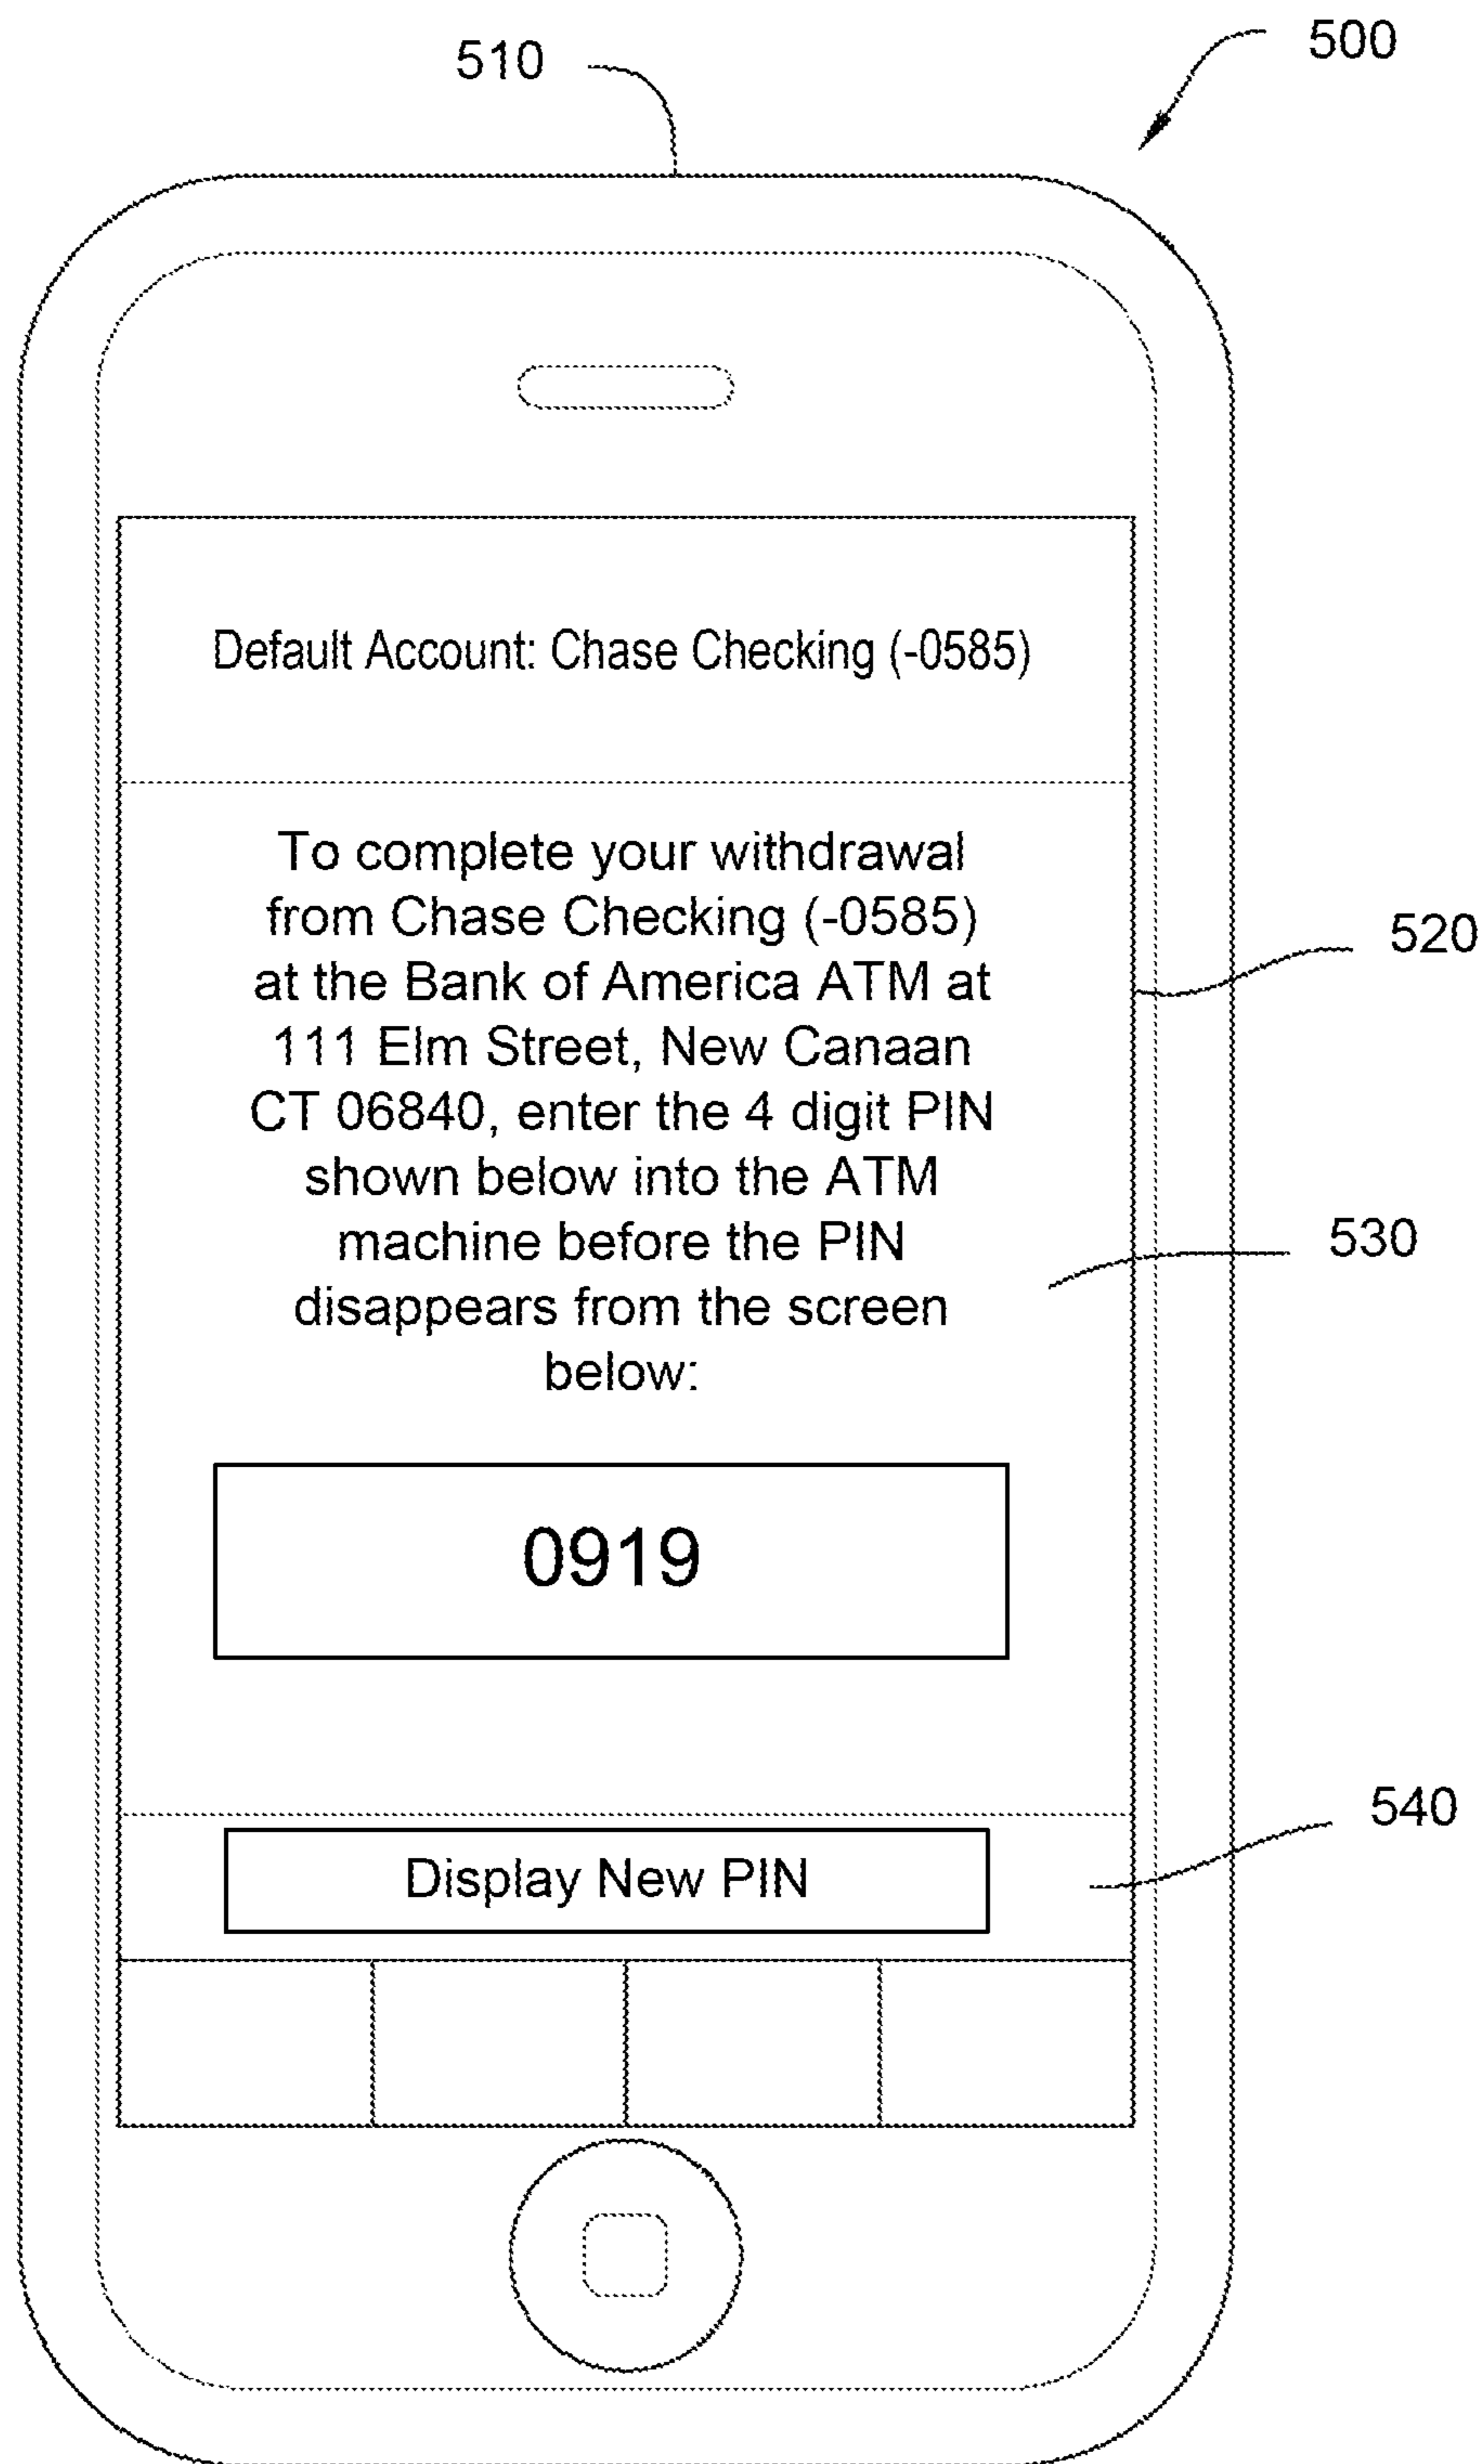 510
500
Default Account: Chase Checking (-0585)
To complete your withdrawal
from Chase Checking (-0585)
at the Bank of America ATM at
111 Elm Street, New Canaan
CT 06840, enter the 4 digit PIN
shown below into the ATM
machine before the PIN
disappears from the screen
below:
520
530
0919
540
Display New PIN